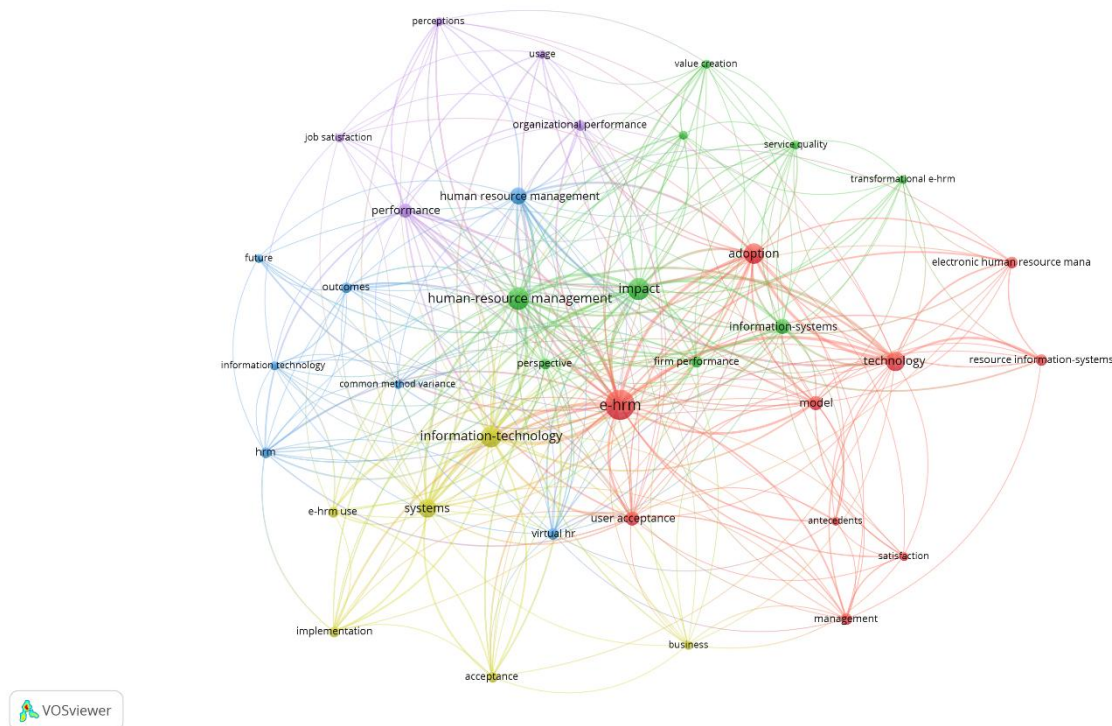 perceptions
usage
value creation
job satisfaction
organizational performance
service quality
transformational e-hrm
human resource management
performance
adoption
future
electronic human resource mana
outcomes
human-resource management
impact
information-systems
information technology
perspective
firm performance
technology
resource information-systems
common method variance
e-hrm
model
information-technology
hrm
e-hrm use
systems
user acceptance
antecedents
virtual hr
satisfaction
implementation
management
business
acceptance
VOSviewer